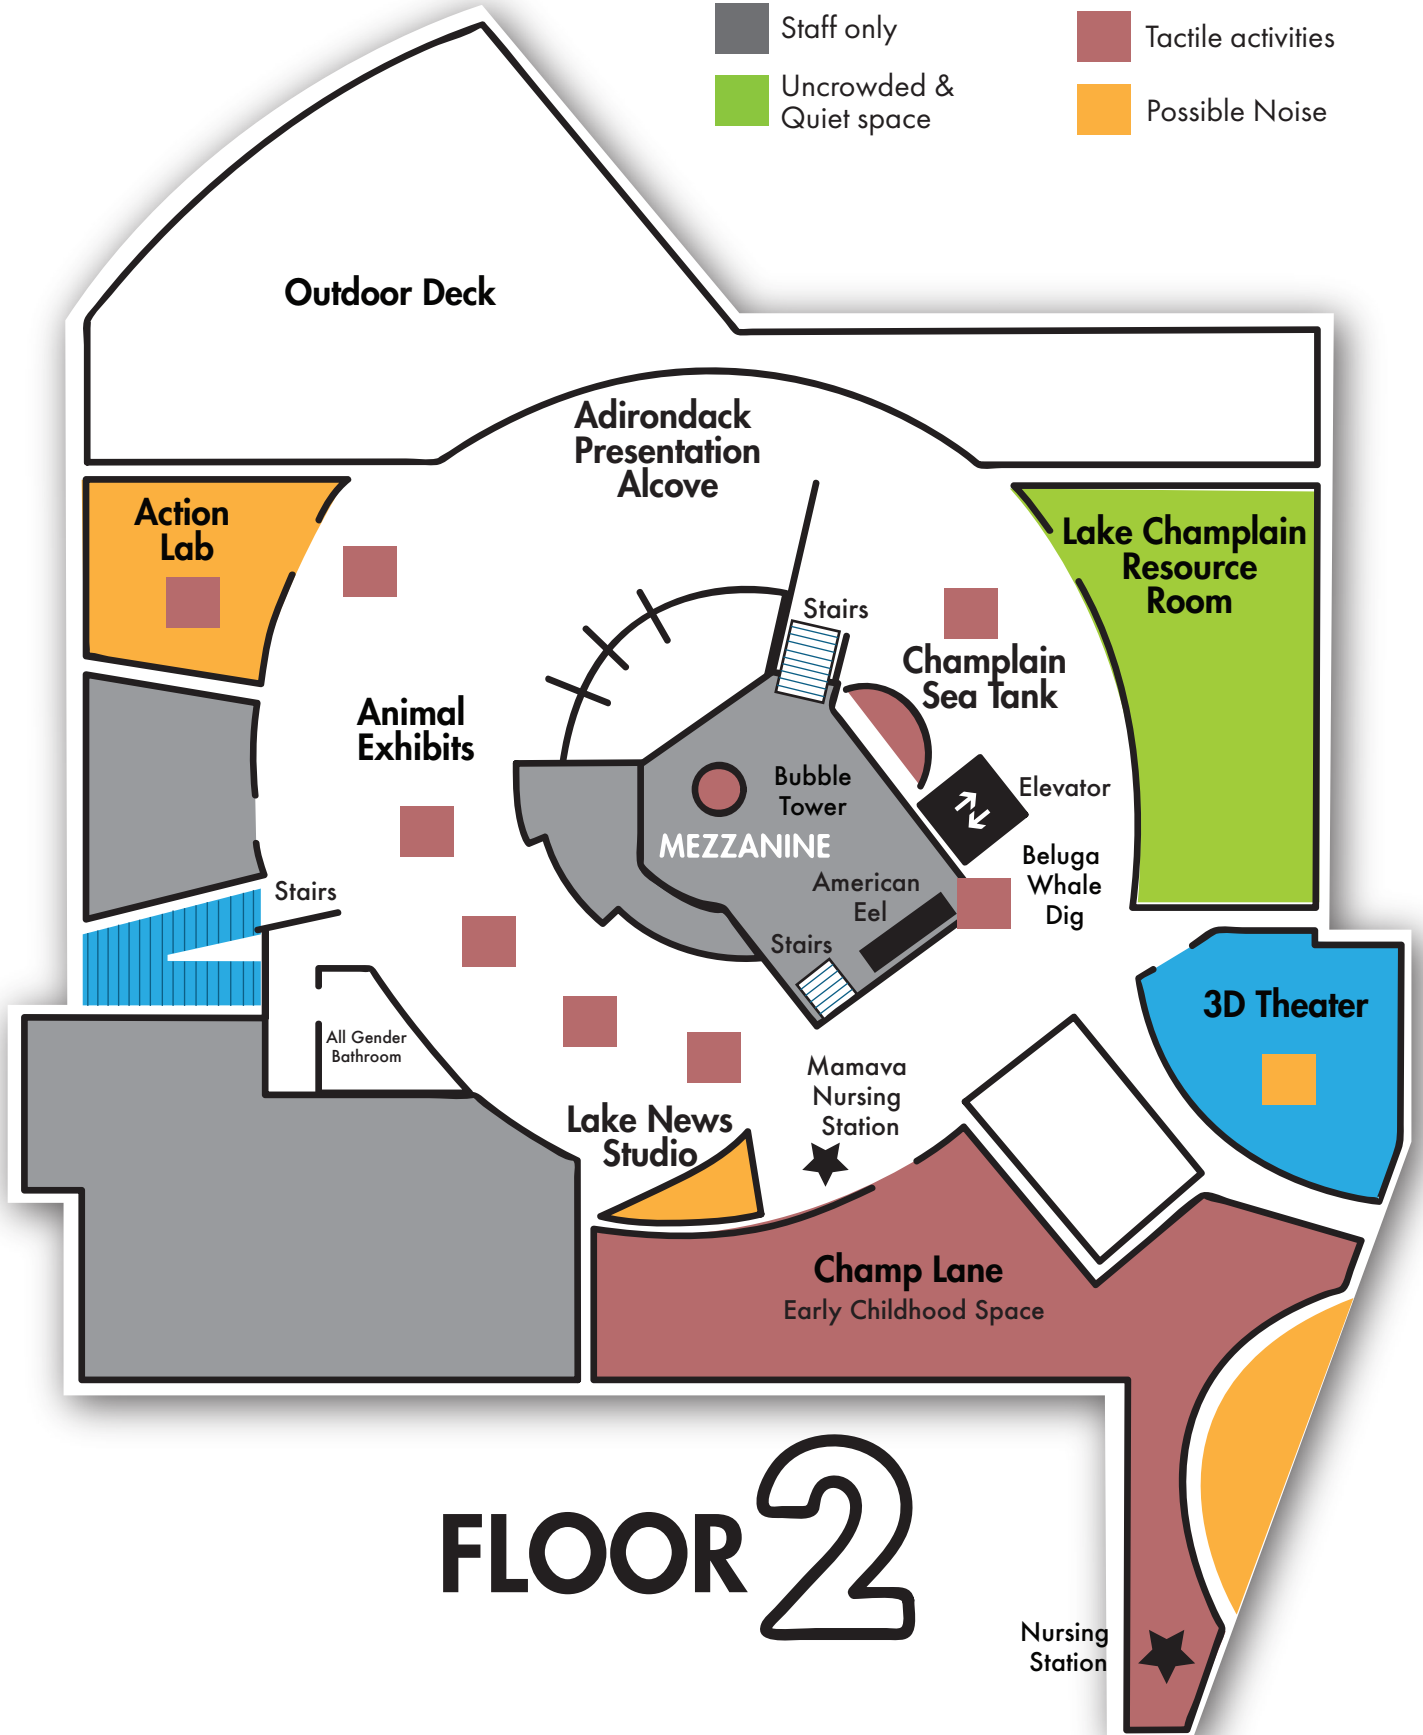 Staff only
Tactile activities
Uncrowded &
Quiet space
Possible Noise
Outdoor Deck
Adirondack
Presentation
Alcove
Action
Lab
Lake Champlain
Resource
Room
Stairs
Champlain
Sea Tank
Animal
Exhibits
Bubble
Tower
Elevator
MEZZANINE
Beluga
Whale
Dig
American
Eel
Stairs
Stairs
3D Theater
All Gender
Bathroom
Mamava
Nursing
Station
Lake News
Studio
Champ Lane
Early Childhood Space
FLOOR 2
Nursing
Station